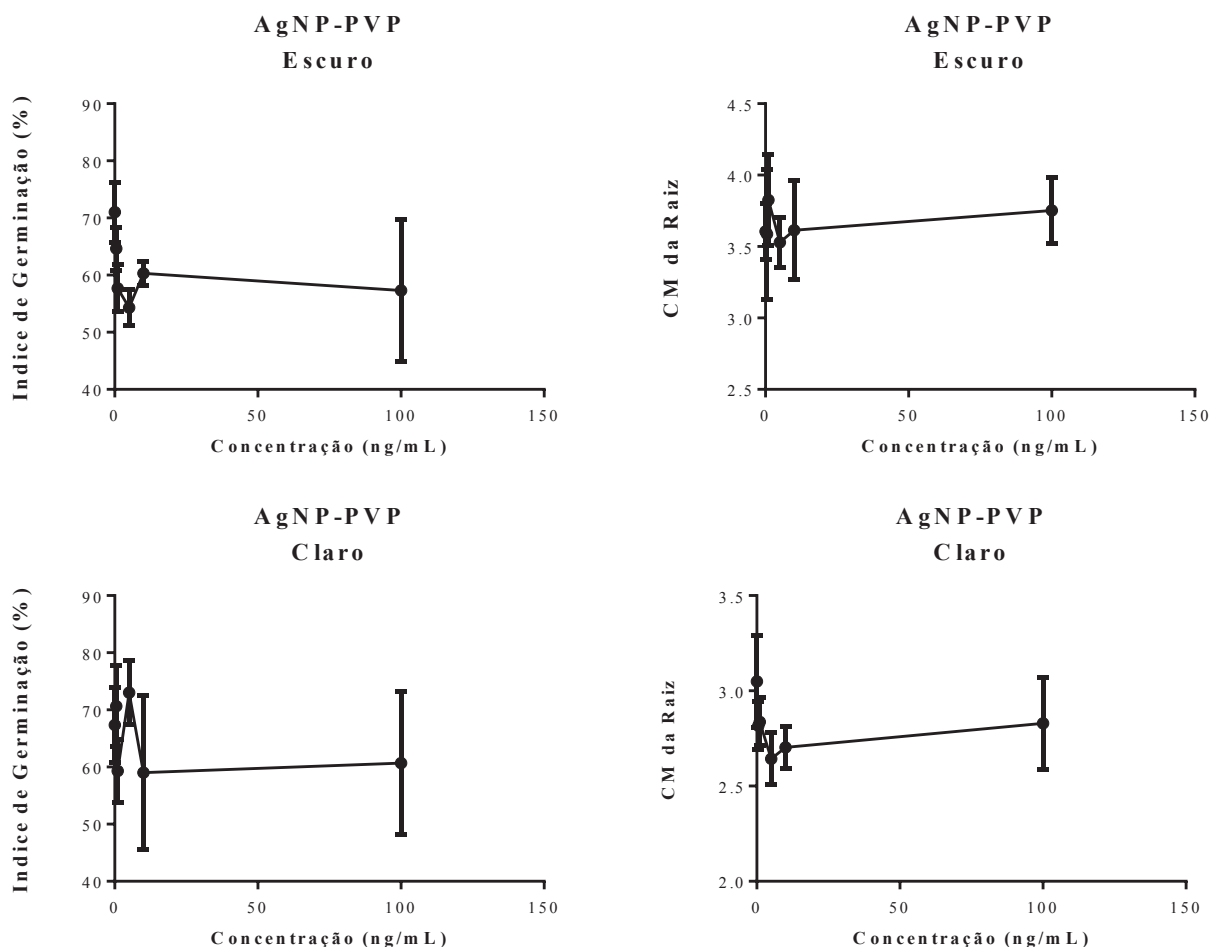 AgNP-PVP
Escuro
Indice de Germinação (%)
90
80
70
60
50
40
0 50 100 150
Concentração (ng/mL)
AgNP-PVP
Escuro
CM da Raiz
4.5
4.0
3.5
3.0
2.5
0 50 100 150
Concentração (ng/mL)
AgNP-PVP
Claro
Indice de Germinação (%)
90
80
70
60
50
40
0 50 100 150
Concentração (ng/mL)
AgNP-PVP
Claro
CM da Raiz
3.5
3.0
2.5
2.0
0 50 100 150
Concentração (ng/mL)